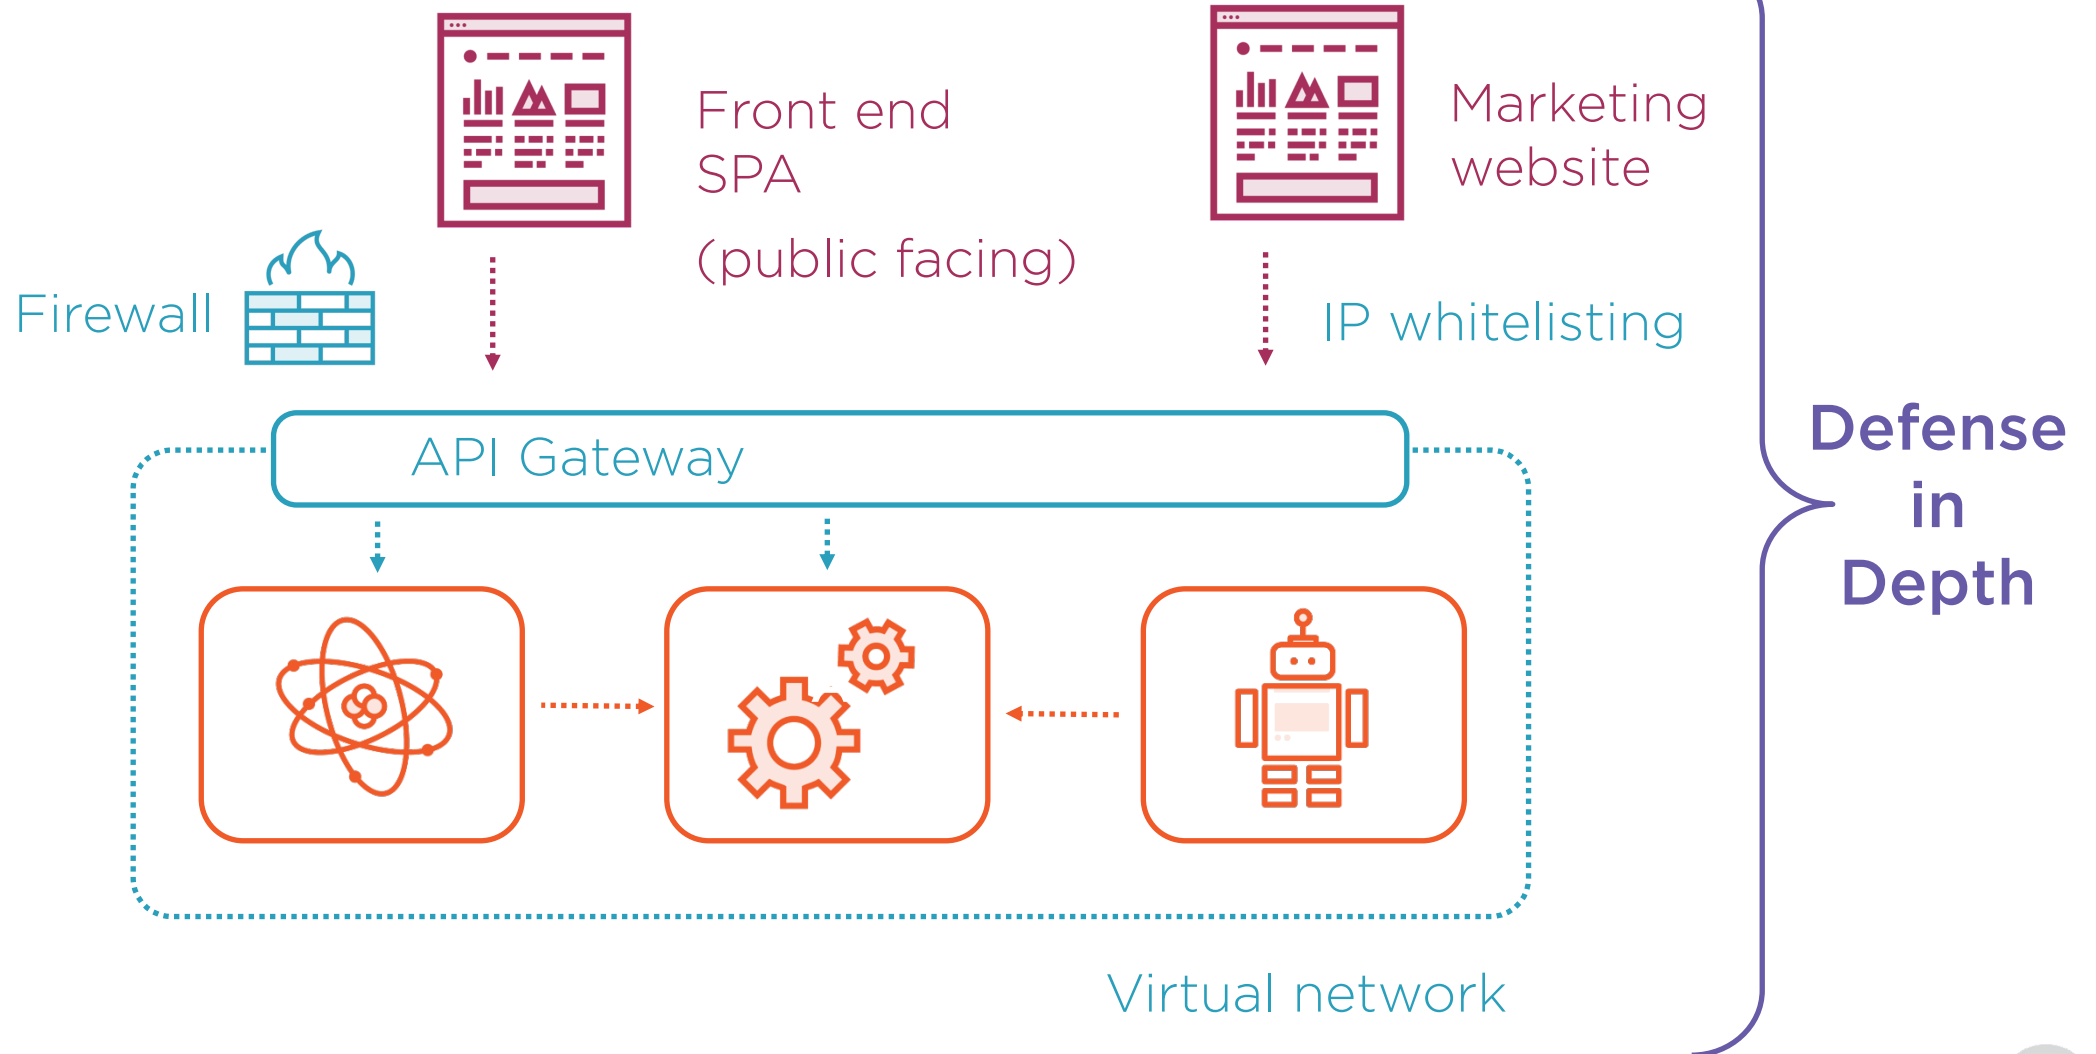 Front end
SPA
(public facing)
Marketing
website
Firewall
IP whitelisting
API Gateway
Defense
in
Depth
Virtual network